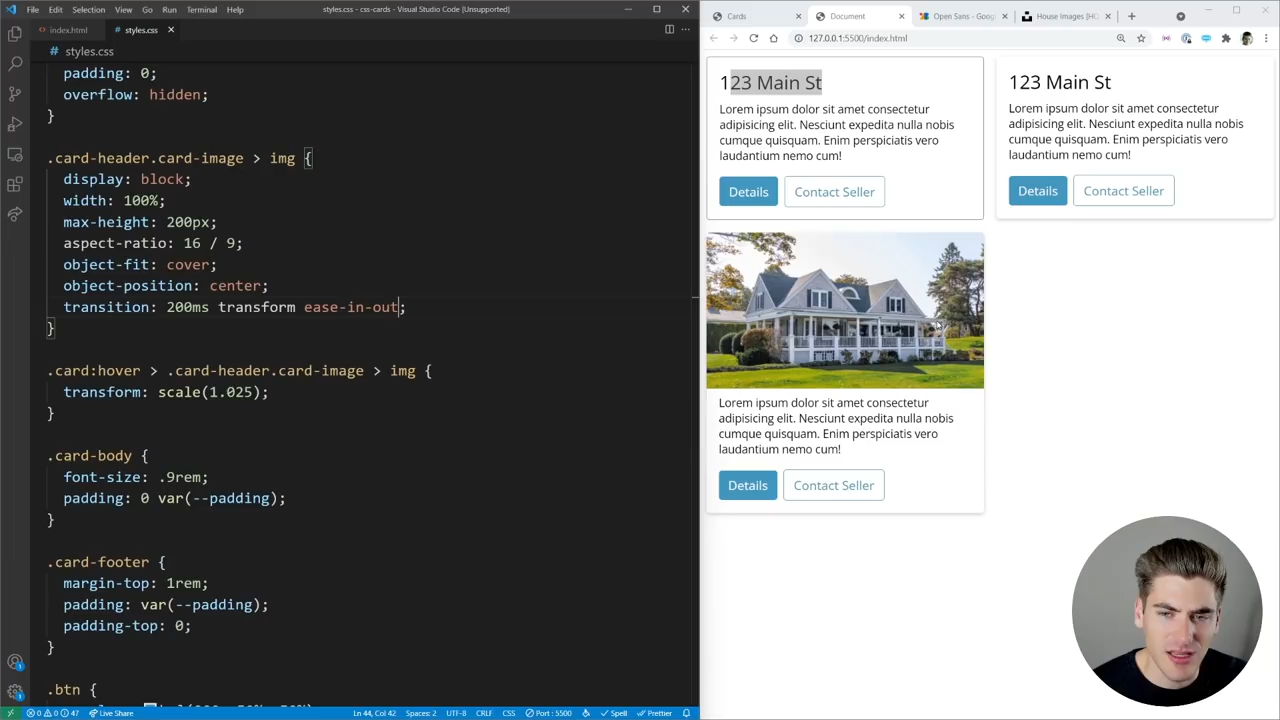 File Edit Selection View Go Run Terminal Help
styles.css - css-cards - Visual Studio Code [Unsupported]
index.html
styles.css
# styles.css
padding: 0;
overflow: hidden;
}
.card-header.card-image > img {
display: block;
width: 100%;
max-height: 200px;
aspect-ratio: 16 / 9;
object-fit: cover;
object-position: center;
transition: 200ms transform ease-in-out;
}
.card:hover > .card-header.card-image > img {
transform: scale(1.025);
}
.card-body {
font-size: .9rem;
padding: 0 var(--padding);
}
.card-footer {
margin-top: 1rem;
padding: var(--padding);
padding-top: 0;
}
.btn {
0 0 47
Live Share
Ln 44, Col 42
Spaces: 2
UTF-8
CRLF
CSS
Port : 5500
Spell
Prettier
Cards
Document
Open Sans - Goog
House Images [HQ
127.0.0.1:5500/index.html
123 Main St
Lorem ipsum dolor sit amet consectetur
adipisicing elit. Nesciunt expedita nulla nobis
cumque quisquam. Enim perspiciatis vero
laudantium nemo cum!
Details
Contact Seller
123 Main St
Lorem ipsum dolor sit amet consectetur
adipisicing elit. Nesciunt expedita nulla nobis
cumque quisquam. Enim perspiciatis vero
laudantium nemo cum!
Details
Contact Seller
Lorem ipsum dolor sit amet consectetur
adipisicing elit. Nesciunt expedita nulla nobis
cumque quisquam. Enim perspiciatis vero
laudantium nemo cum!
Details
Contact Seller